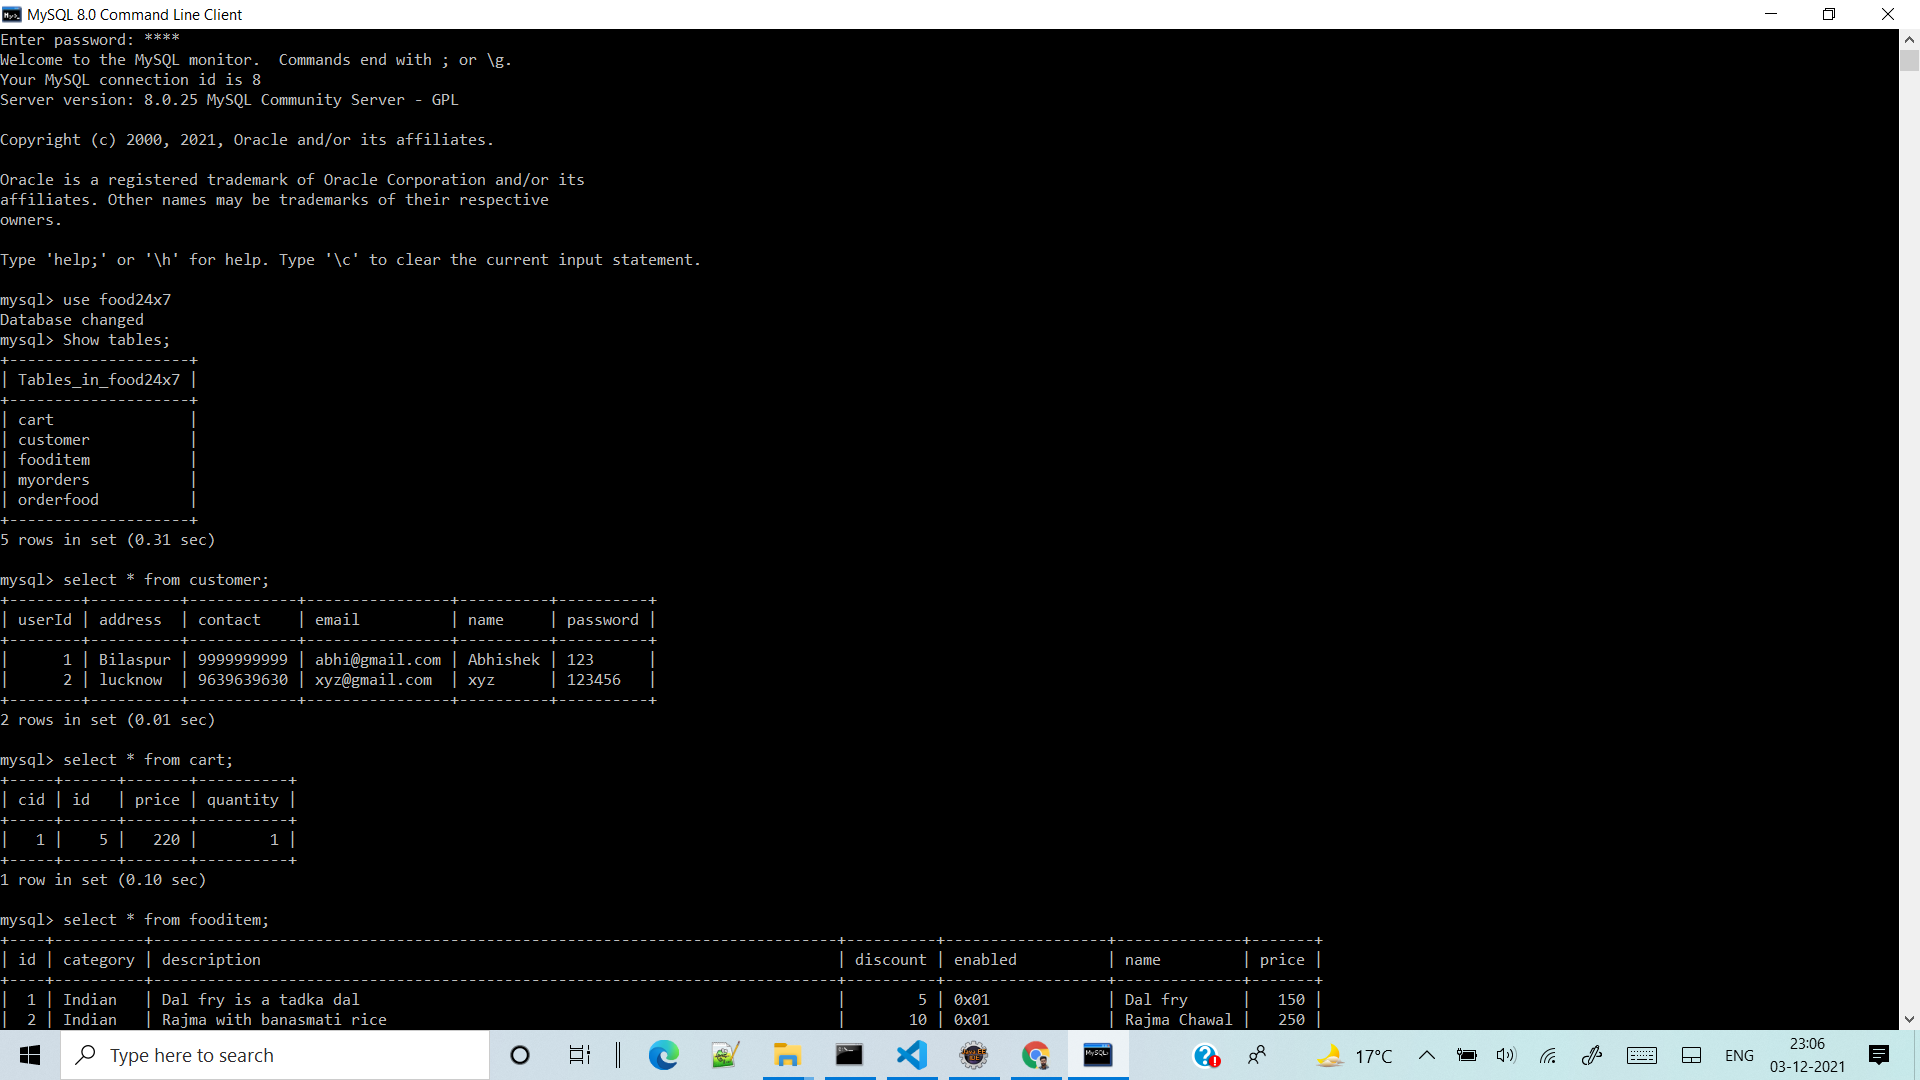 MySQL 8.0 Command Line Client
Enter password: ****
Welcome to the MySQL monitor.  Commands end with ; or \g.
Your MySQL connection id is 8
Server version: 8.0.25 MySQL Community Server - GPL
Copyright (c) 2000, 2021, Oracle and/or its affiliates.
Oracle is a registered trademark of Oracle Corporation and/or its
affiliates. Other names may be trademarks of their respective
owners.
Type 'help;' or '\h' for help. Type '\c' to clear the current input statement.
mysql> use food24x7
Database changed
mysql> Show tables;
+--------------------+
| Tables_in_food24x7 |
+--------------------+
| cart               |
| customer           |
| fooditem           |
| myorders           |
| orderfood          |
+--------------------+
5 rows in set (0.31 sec)
mysql> select * from customer;
+--------+----------+------------+----------------+----------+----------+
| userId | address  | contact    | email          | name     | password |
+--------+----------+------------+----------------+----------+----------+
|      1 | Bilaspur | 9999999999 | abhi@gmail.com | Abhishek | 123      |
|      2 | lucknow  | 9639639630 | xyz@gmail.com  | xyz      | 123456   |
+--------+----------+------------+----------------+----------+----------+
2 rows in set (0.01 sec)
mysql> select * from cart;
+-----+------+-------+----------+
| cid | id   | price | quantity |
+-----+------+-------+----------+
|   1 |    5 |   220 |        1 |
+-----+------+-------+----------+
1 row in set (0.10 sec)
mysql> select * from fooditem;
+----+----------+----------------------------------------------------------------------------+----------+------------------+--------------+-------+
| id | category | description                                                                | discount | enabled          | name         | price |
+----+----------+----------------------------------------------------------------------------+----------+------------------+--------------+-------+
|  1 | Indian   | Dal fry is a tadka dal                                                     |        5 | 0x01             | Dal fry      |   150 |
|  2 | Indian   | Rajma with banasmati rice                                                  |       10 | 0x01             | Rajma Chawal |   250 |
Type here to search
17°C
ENG
23:06
03-12-2021